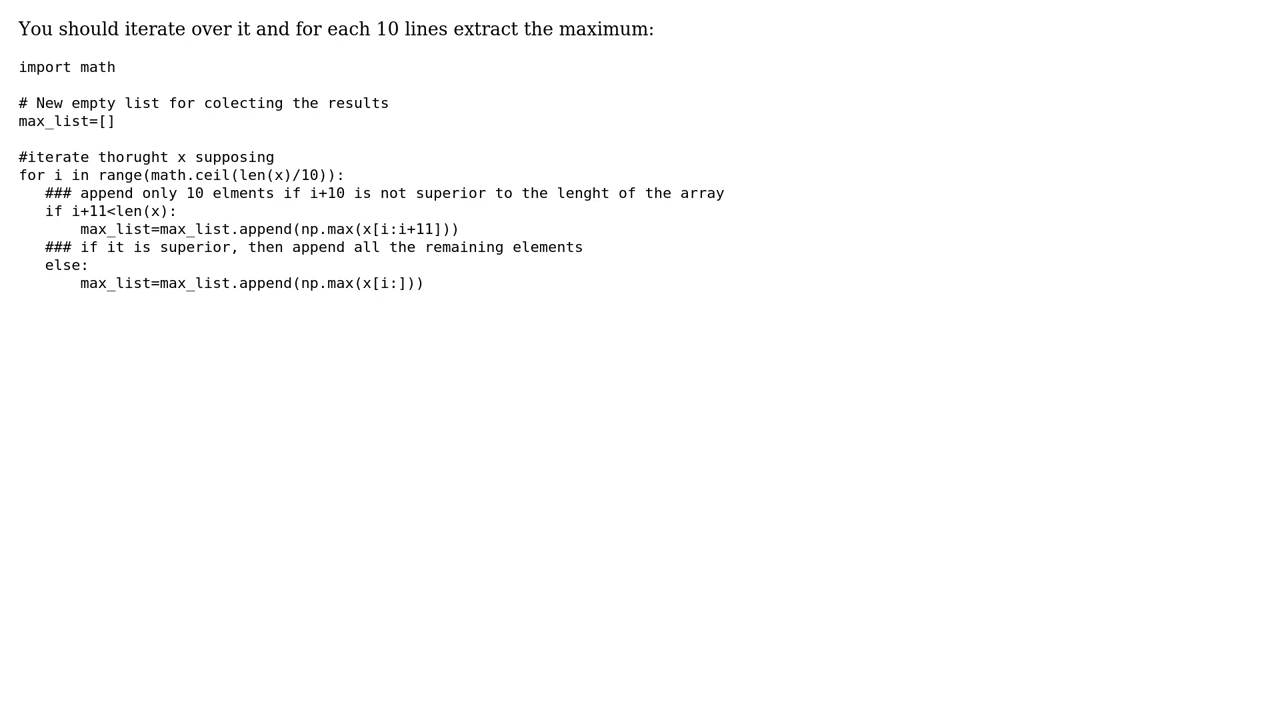 You should iterate over it and for each 10 lines extract the maximum:
import math
# New empty list for colecting the results
max_list=[]
#iterate thorught x supposing
for i in range(math.ceil(len(x)/10)):
   ### append only 10 elments if i+10 is not superior to the lenght of the array
   if i+11<len(x):
       max_list=max_list.append(np.max(x[i:i+11]))
   ### if it is superior, then append all the remaining elements
   else:
       max_list=max_list.append(np.max(x[i:]))